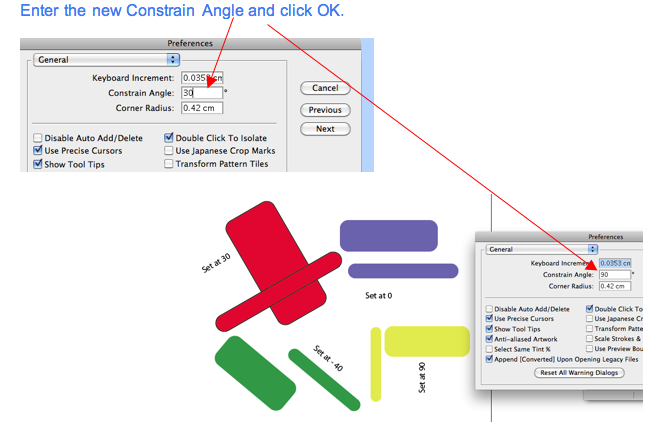 Enter the new Constrain Angle and click OK.
Preferences
General
Keyboard Increment: 0.0353 cm
Constrain Angle: 30 °
Corner Radius: 0.42 cm
Cancel
Previous
Next
Disable Auto Add/Delete
Double Click To Isolate
Use Precise Cursors
Use Japanese Crop Marks
Show Tool Tips
Transform Pattern Tiles
Set at 30
Set at 0
Set at - 40
Set at 90
Preferences
General
Keyboard Increment: 0.0353 cm
Constrain Angle: 90 °
Corner Radius: 0.42 cm
Disable Auto Add/Delete
Double Click To
Use Precise Cursors
Use Japanese Cr
Show Tool Tips
Transform Patte
Anti-aliased Artwork
Scale Strokes &
Select Same Tint %
Use Preview Bou
Append [Converted] Upon Opening Legacy Files
Reset All Warning Dialogs